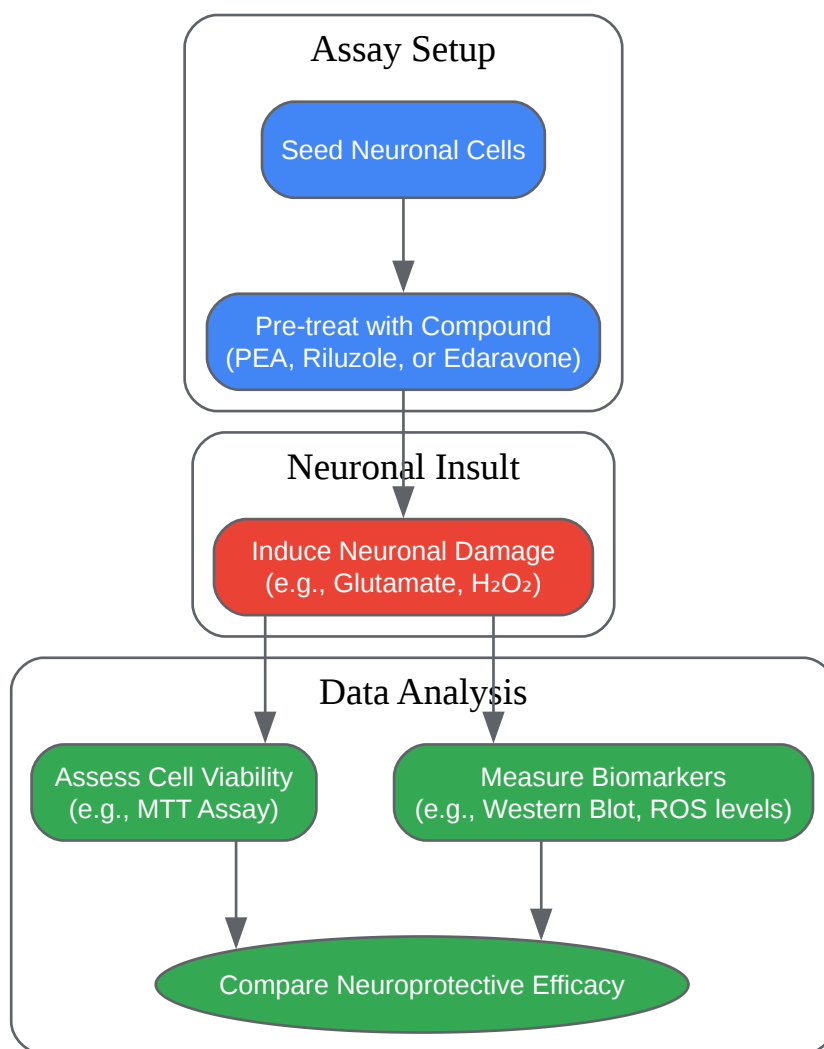 Assay Setup
Seed Neuronal Cells
Pre-treat with Compound
(PEA, Riluzole, or Edaravone)
Neuronal Insult
Induce Neuronal Damage
(e.g., Glutamate, H₂O₂)
Data Analysis
Assess Cell Viability
(e.g., MTT Assay)
Measure Biomarkers
(e.g., Western Blot, ROS levels)
Compare Neuroprotective Efficacy